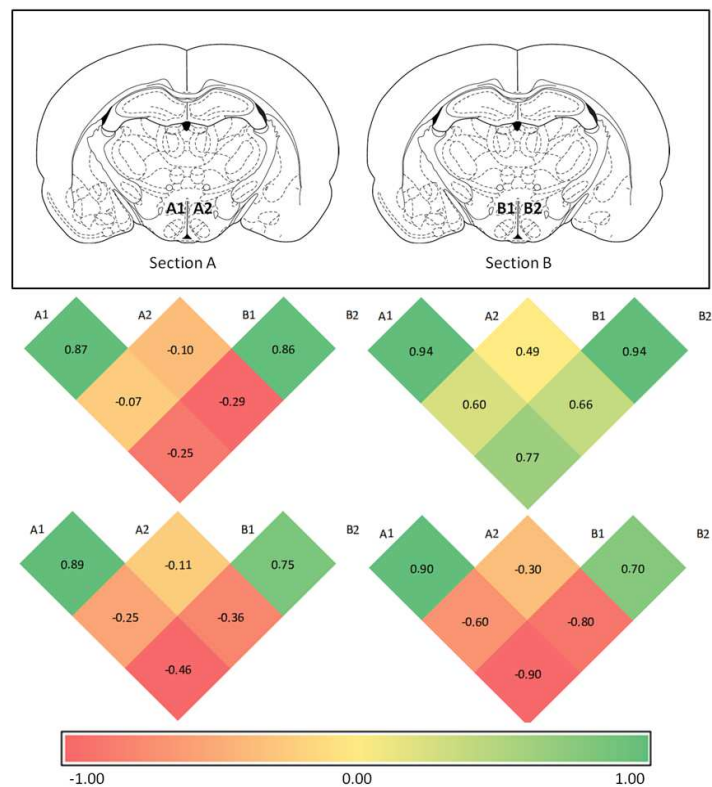 A1 A2 B1 B2
Section A Section B
A1 A2 B1 B2 A1 A2 B1 B2
0.87 -0.10 0.86 0.94 0.49 0.94
-0.07 -0.29 0.60 0.66
-0.25 0.77
A1 A2 B1 B2 A1 A2 B1 B2
0.89 -0.11 0.75 0.90 -0.30 0.70
-0.25 -0.36 -0.60 -0.80
-0.46 -0.90
-1.00 0.00 1.00